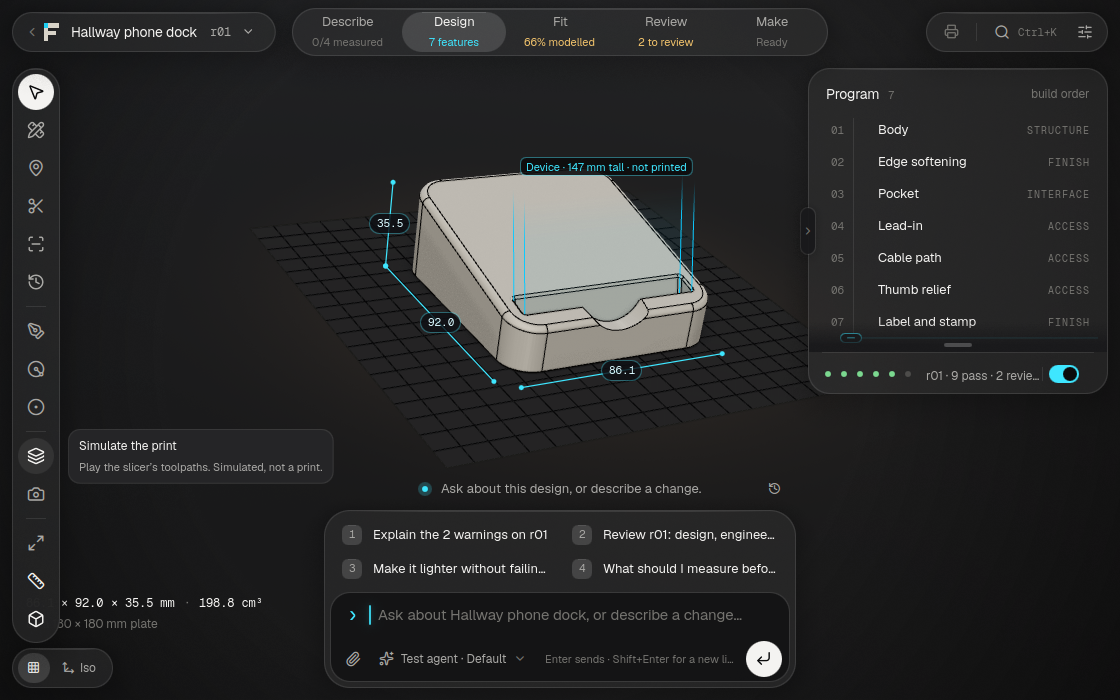 Hallway phone dock r01
Describe
0/4 measured
Design
7 features
Fit
66% modelled
Review
2 to review
Make
Ready
Ctrl+K
Program 7 build order
01 Body STRUCTURE
02 Edge softening FINISH
03 Pocket INTERFACE
04 Lead-in ACCESS
05 Cable path ACCESS
06 Thumb relief ACCESS
07 Label and stamp FINISH
r01 · 9 pass · 2 revie…
Device · 147 mm tall · not printed
35.5
92.0
86.1
Simulate the print
Play the slicer's toolpaths. Simulated, not a print.
Ask about this design, or describe a change.
1 Explain the 2 warnings on r01
2 Review r01: design, enginee…
3 Make it lighter without failin…
4 What should I measure befo…
Ask about Hallway phone dock, or describe a change…
Test agent · Default
Enter sends · Shift+Enter for a new li…
× 92.0 × 35.5 mm · 198.8 cm³
80 × 180 mm plate
Iso